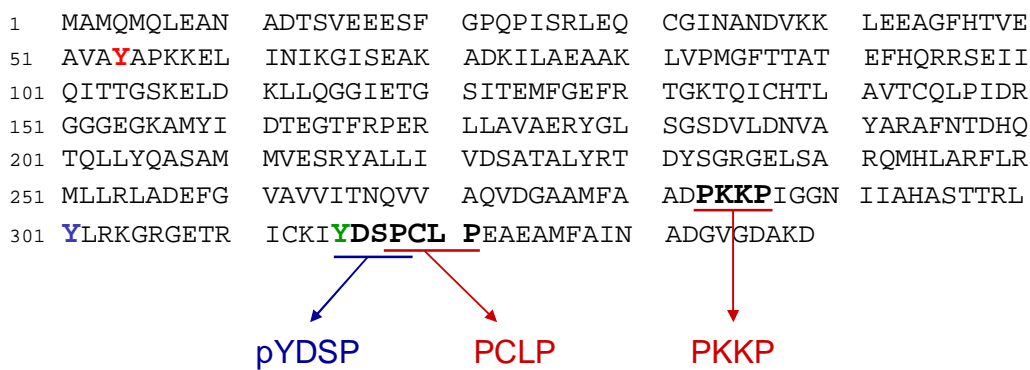 1 MAMQMQLEAN ADTSVEEESF GPQPISRLEQ CGINANDVKK LEEAGFHTVE
51 AVAYAPKKEL INIKGISEAK ADKILAEAAK LVPMGFTTAT EFHQRRSEII
101 QITTGSKELD KLLQGGIETG SITEMFGEFR TGKTQICHTL AVTCQLPIDR
151 GGGEGKAMYI DTEGTFRPER LLAVAERYGL SGSDVLDNVA YARAFNTDHQ
201 TQLLYQASAM MVESRYALLI VDSATALYRT DYSGRGELSA RQMHLARFLR
251 MLLRLADEFG VAVVITNQVV AQVDGAAMFA ADPKKPIGGN IIAHASTTRL
301 YLRKGRGETR ICKIYDSPCL PEAEAMFAIN ADGVGDAKD
pYDSP PCLP PKKP